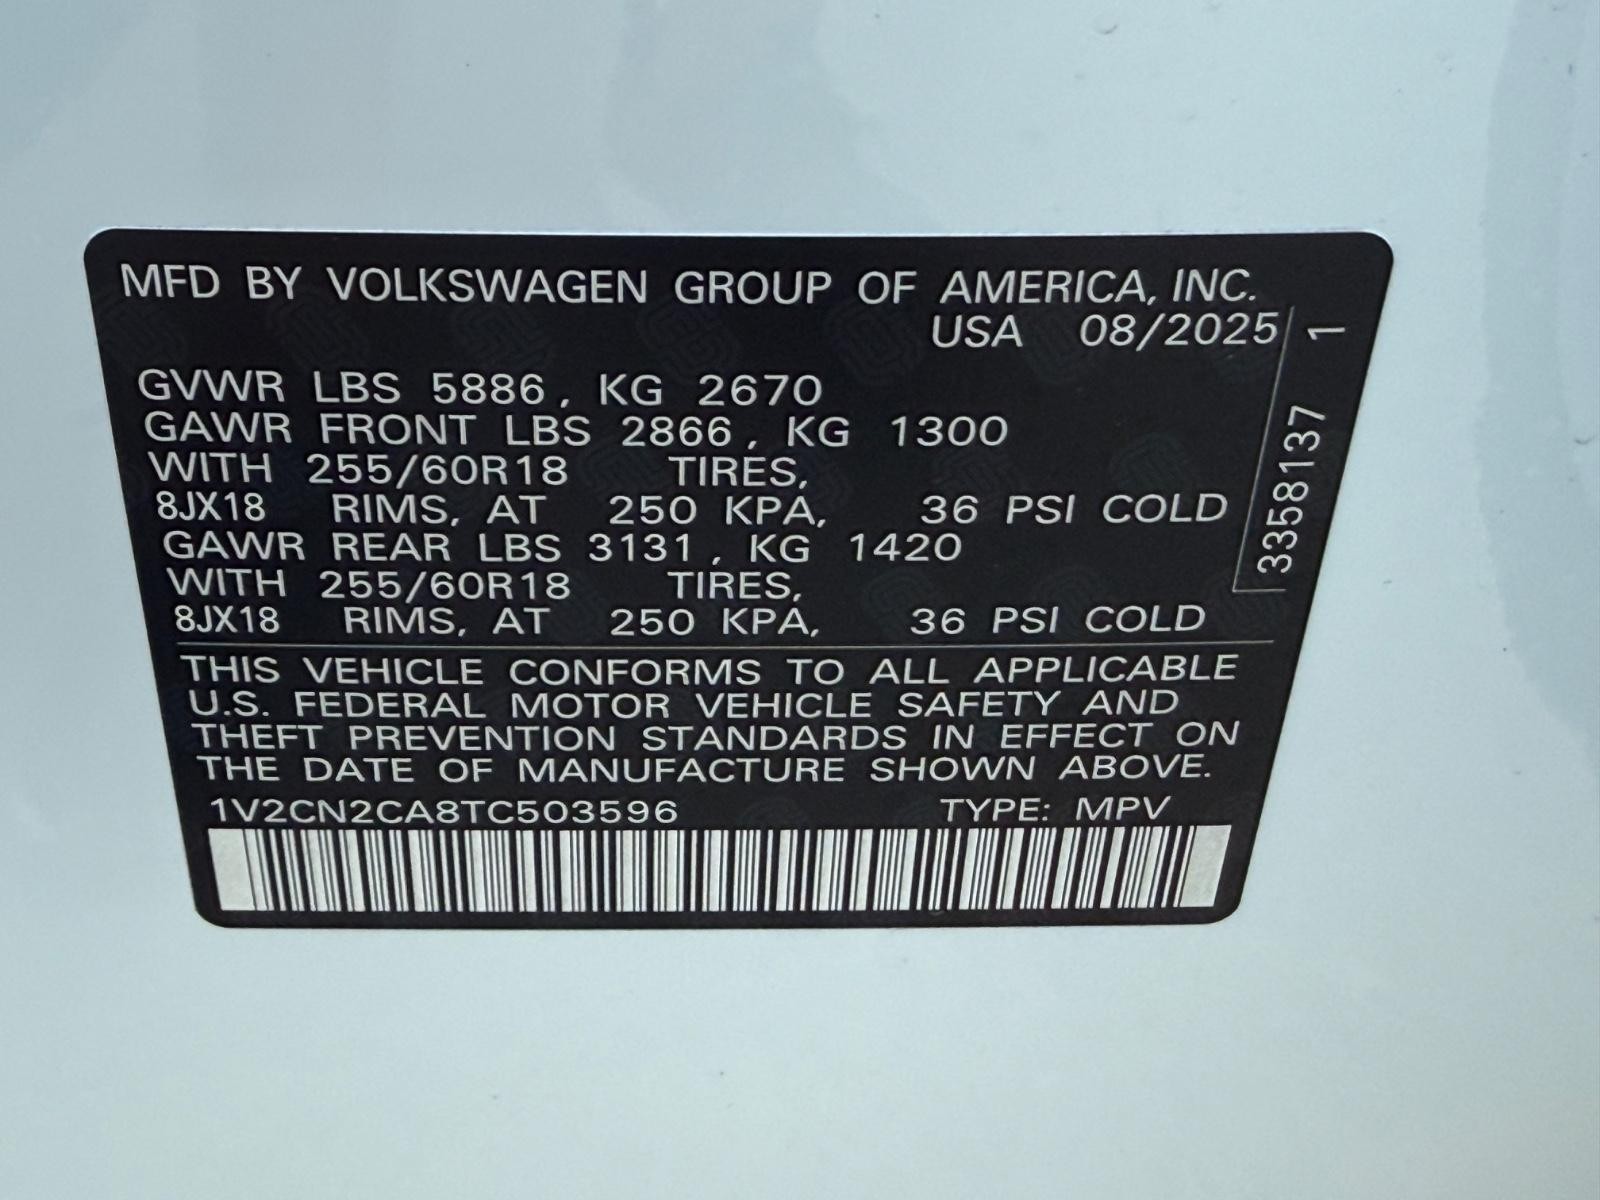 MFD BY VOLKSWAGEN GROUP OF AMERICA, INC.
USA 08/2025
GVWR LBS 5886, KG 2670
GAWR FRONT LBS 2866, KG 1300
WITH 255/60R18 TIRES,
8JX18 RIMS, AT 250 KPA, 36 PSI COLD
GAWR REAR LBS 3131, KG 1420
WITH 255/60R18 TIRES,
8JX18 RIMS, AT 250 KPA, 36 PSI COLD
THIS VEHICLE CONFORMS TO ALL APPLICABLE
U.S. FEDERAL MOTOR VEHICLE SAFETY AND
THEFT PREVENTION STANDARDS IN EFFECT ON
THE DATE OF MANUFACTURE SHOWN ABOVE.
1V2CN2CA8TC503596 TYPE: MPV
3358137 1